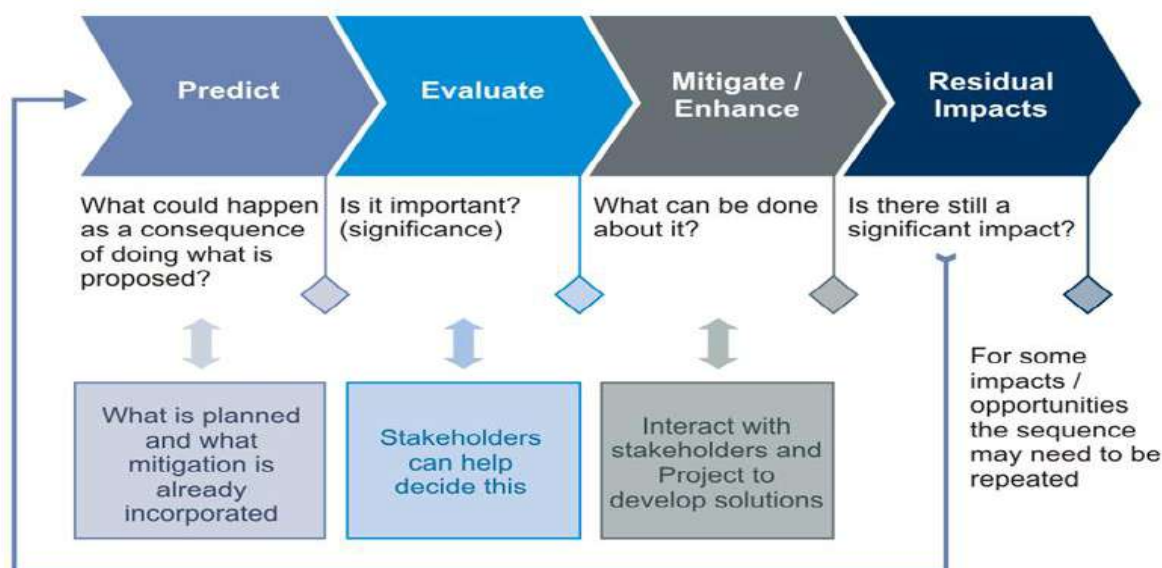 Predict
Evaluate
Mitigate /
Enhance
Residual
Impacts
What could happen
as a consequence
of doing what is
proposed?
Is it important?
(significance)
What can be done
about it?
Is there still a
significant impact?
What is planned
and what
mitigation is
already
incorporated
Stakeholders
can help
decide this
Interact with
stakeholders and
Project to
develop solutions
For some
impacts /
opportunities
the sequence
may need to be
repeated